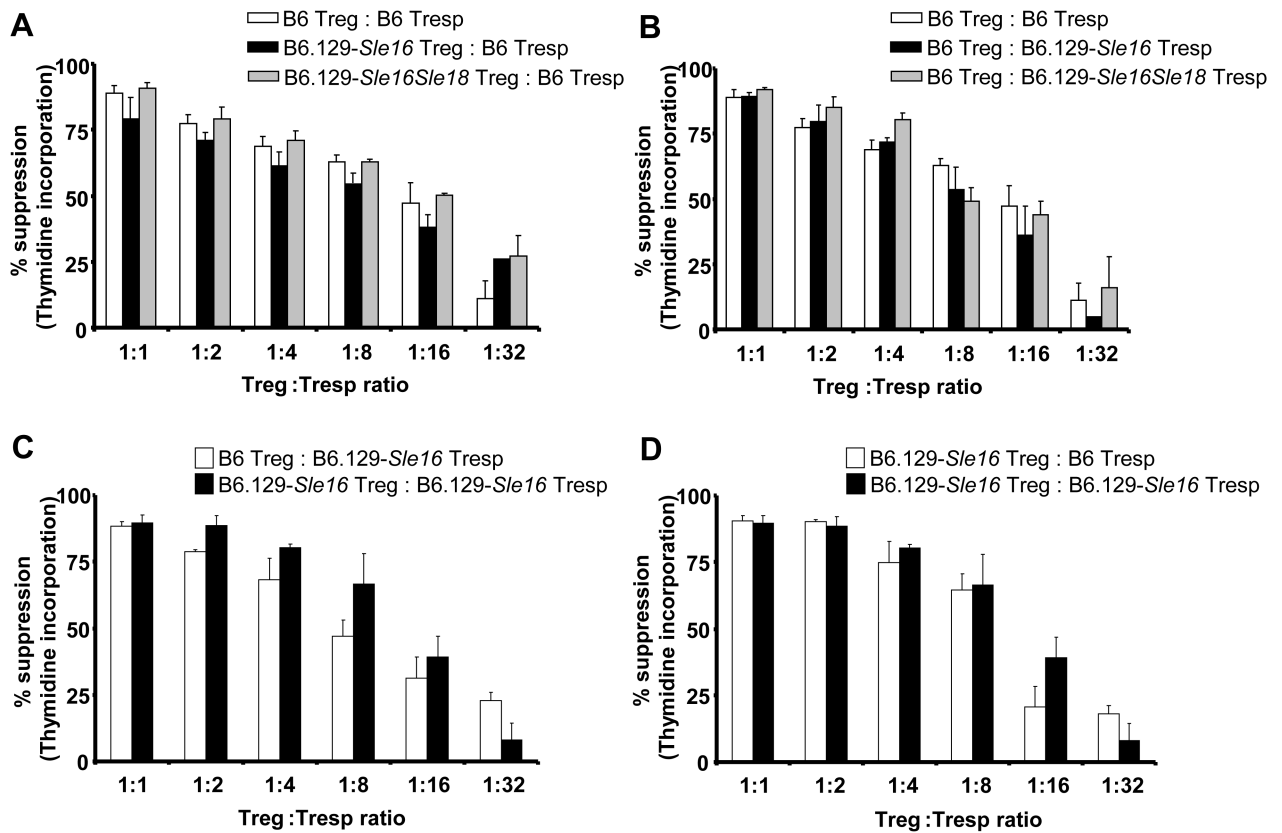 A
B6 Treg : B6 Tresp
B6.129-Sle16 Treg : B6 Tresp
B6.129-Sle16Sle18 Treg : B6 Tresp
% suppression
(Thymidine incorporation)
100
75
50
25
0
1:1 1:2 1:4 1:8 1:16 1:32
Treg :Tresp ratio
B
B6 Treg : B6 Tresp
B6 Treg : B6.129-Sle16 Tresp
B6 Treg : B6.129-Sle16Sle18 Tresp
% suppression
(Thymidine incorporation)
100
75
50
25
0
1:1 1:2 1:4 1:8 1:16 1:32
Treg :Tresp ratio
C
B6 Treg : B6.129-Sle16 Tresp
B6.129-Sle16 Treg : B6.129-Sle16 Tresp
% suppression
(Thymidine incorporation)
100
75
50
25
0
1:1 1:2 1:4 1:8 1:16 1:32
Treg :Tresp ratio
D
B6.129-Sle16 Treg : B6 Tresp
B6.129-Sle16 Treg : B6.129-Sle16 Tresp
% suppression
(Thymidine incorporation)
100
75
50
25
0
1:1 1:2 1:4 1:8 1:16 1:32
Treg :Tresp ratio